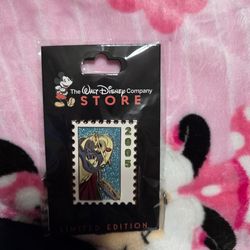 The WALT DISNEY Company
STORE
2005
LIMITED EDITION